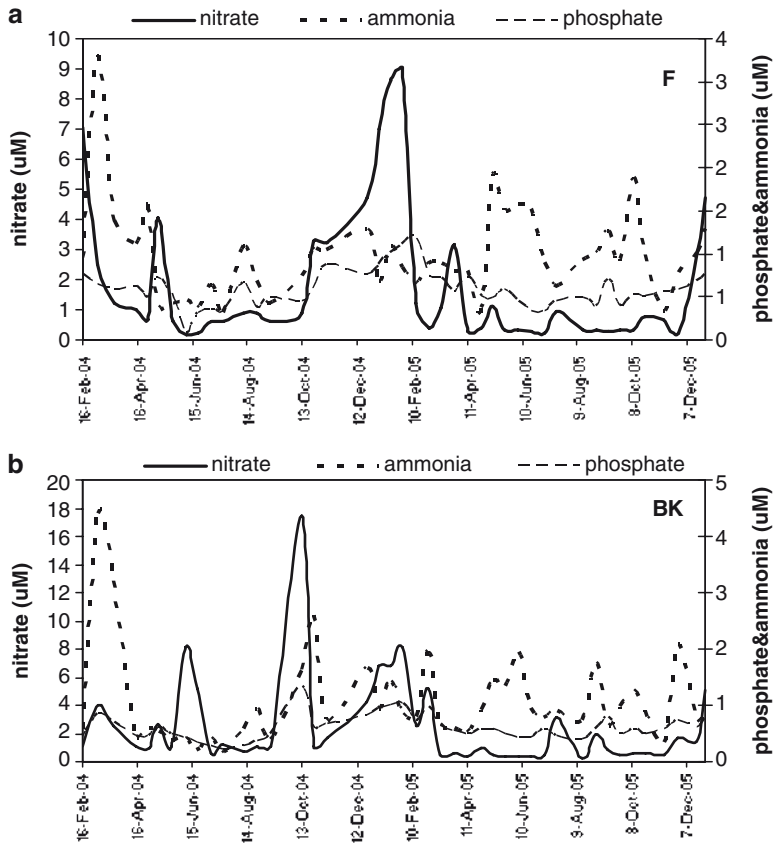 a
nitrate ammonia phosphate
10
9
8
7
6
5
4
3
2
1
0
nitrate (uM)
F
4
3
3
2
2
1
1
0
phosphate&ammonia (uM)
16-Feb-04
16-Apr-04
15-Jun-04
14-Aug-04
13-Oct-04
12-Dec-04
10-Feb-05
11-Apr-05
10-Jun-05
9-Aug-05
8-Oct-05
7-Dec-05
b
nitrate ammonia phosphate
20
18
16
14
12
10
8
6
4
2
0
nitrate (uM)
BK
5
4
3
2
1
0
phosphate&ammonia (uM)
16-Feb-04
16-Apr-04
15-Jun-04
14-Aug-04
13-Oct-04
12-Dec-04
10-Feb-05
11-Apr-05
10-Jun-05
9-Aug-05
8-Oct-05
7-Dec-05